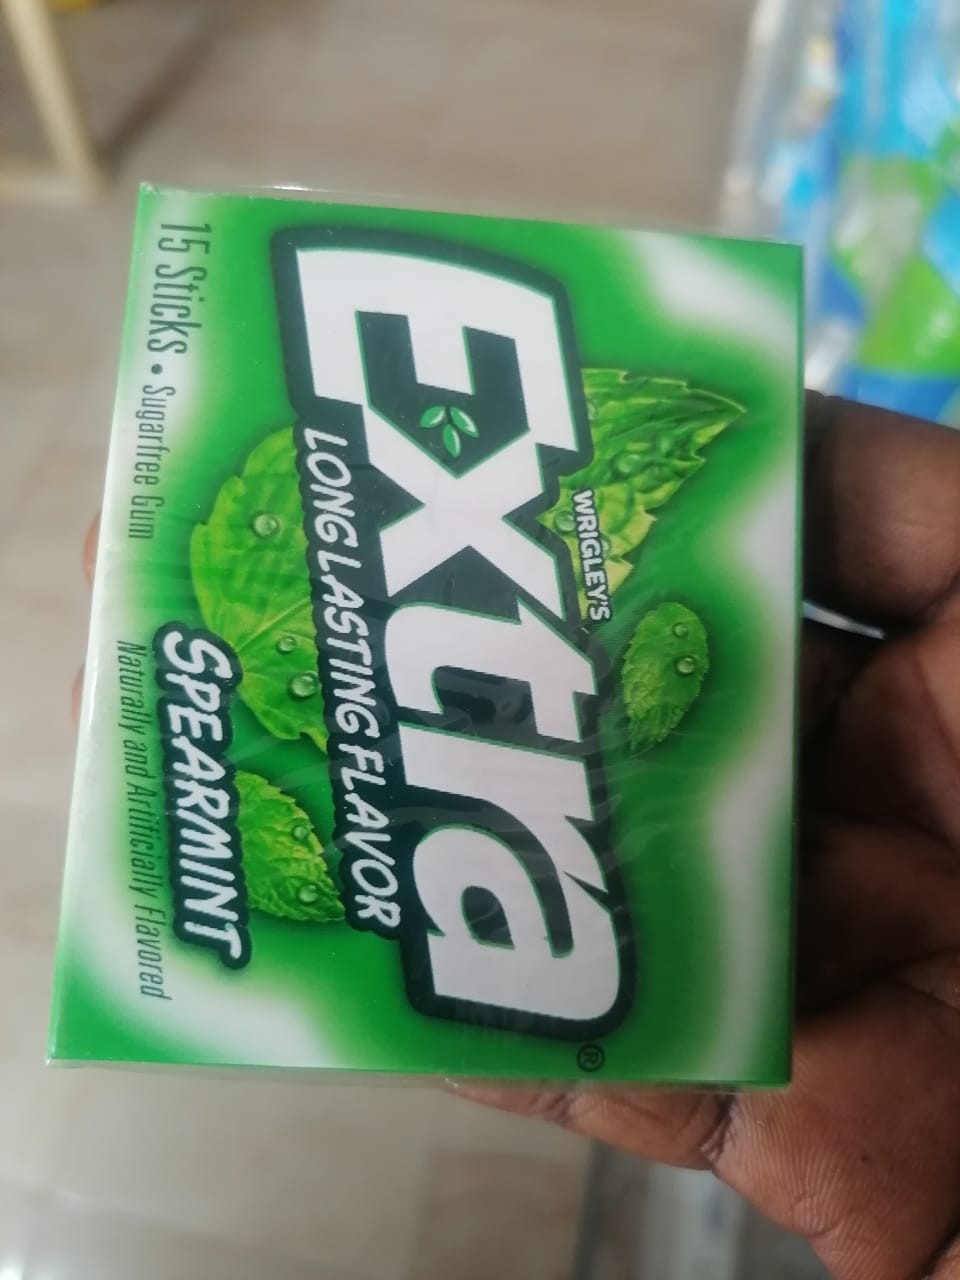 WRIGLEY'S
Extra®
LONG LASTING FLAVOR
SPEARMINT
15 Sticks • Sugarfree Gum
Naturally and Artificially Flavored